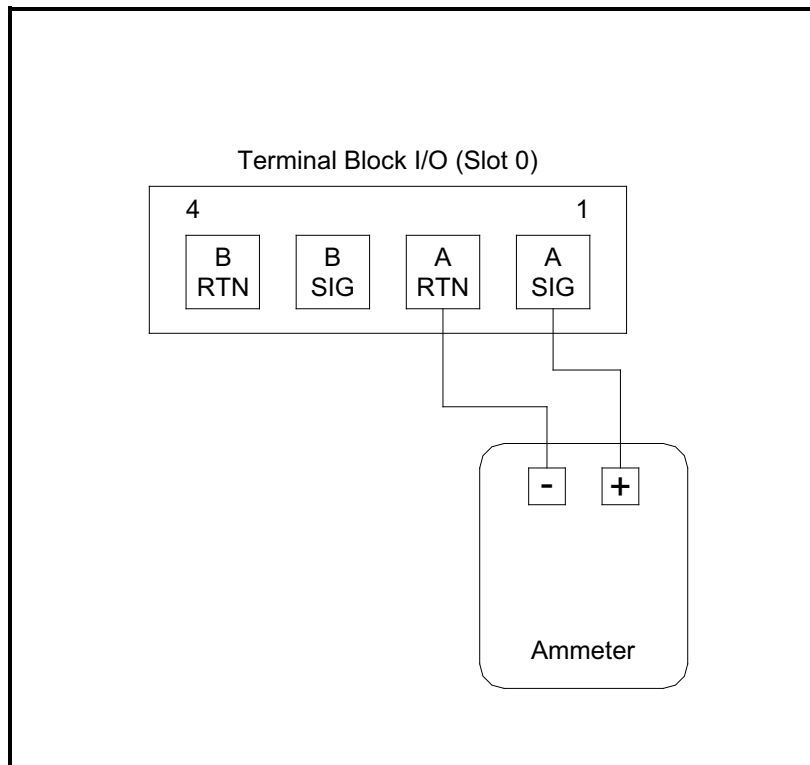 Terminal Block I/O (Slot 0)
4 1
B B A A
RTN SIG RTN SIG
- +
Ammeter